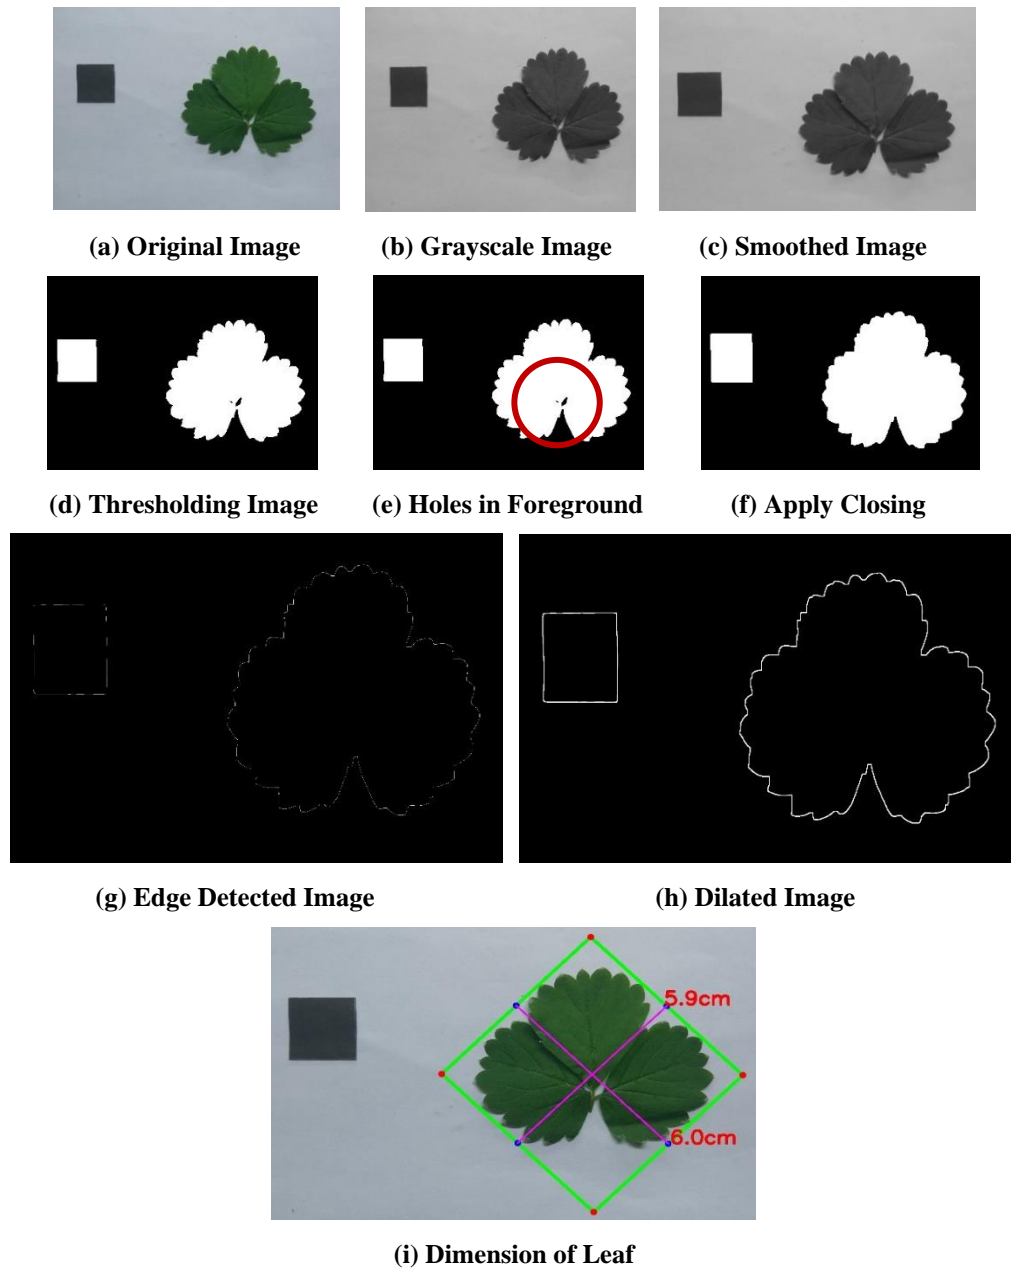 (a) Original Image
(b) Grayscale Image
(c) Smoothed Image
(d) Thresholding Image
(e) Holes in Foreground
(f) Apply Closing
(g) Edge Detected Image
(h) Dilated Image
5.9cm
6.0cm
(i) Dimension of Leaf